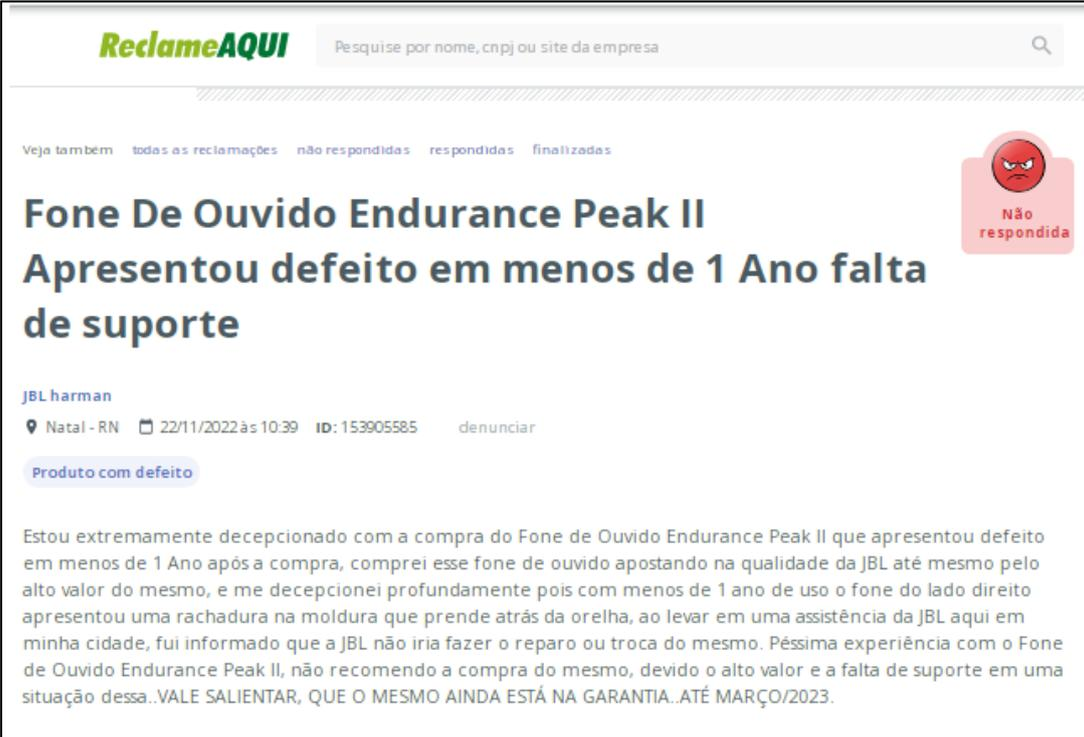 ReclameAQUI
Pesquise por nome, cnpj ou site da empresa
Veja também todas as reclamações não respondidas respondidas finalizadas
Não
respondida
Fone De Ouvido Endurance Peak II
Apresentou defeito em menos de 1 Ano falta
de suporte
JBL harman
Natal - RN 22/11/2022 às 10:39 ID: 153905585 denunciar
Produto com defeito
Estou extremamente decepcionado com a compra do Fone de Ouvido Endurance Peak II que apresentou defeito
em menos de 1 Ano após a compra, comprei esse fone de ouvido apostando na qualidade da JBL até mesmo pelo
alto valor do mesmo, e me decepcionei profundamente pois com menos de 1 ano de uso o fone do lado direito
apresentou uma rachadura na moldura que prende atrás da orelha, ao levar em uma assistência da JBL aqui em
minha cidade, fui informado que a JBL não iria fazer o reparo ou troca do mesmo. Péssima experiência com o Fone
de Ouvido Endurance Peak II, não recomendo a compra do mesmo, devido o alto valor e a falta de suporte em uma
situação dessa..VALE SALIENTAR, QUE O MESMO AINDA ESTÁ NA GARANTIA..ATÉ MARÇO/2023.